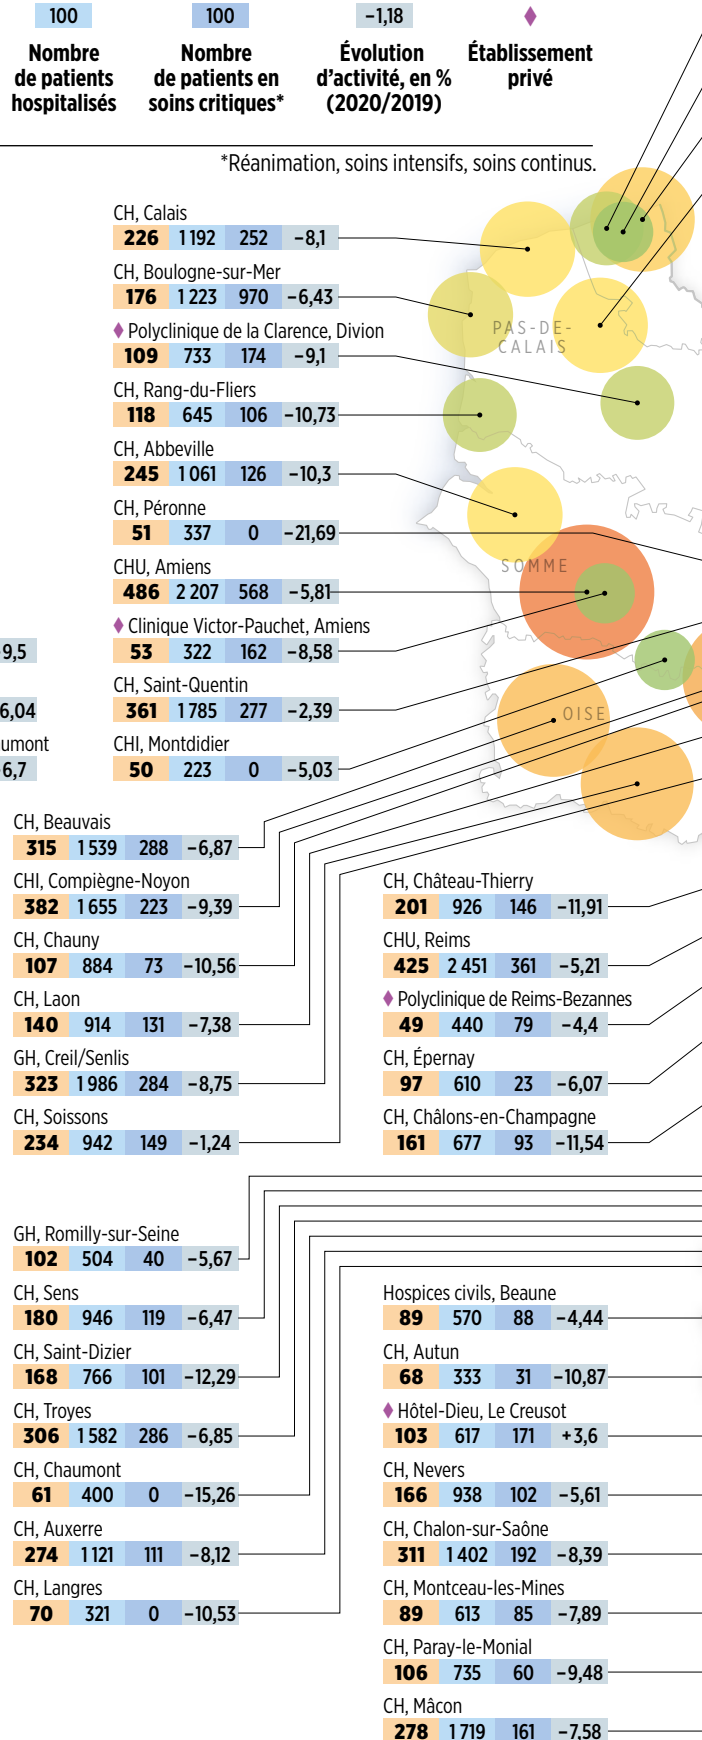 100 100 −1,18
Nombre de patients hospitalisés
Nombre de patients en soins critiques*
Évolution d'activité, en % (2020/2019)
Établissement privé
*Réanimation, soins intensifs, soins continus.
CH, Calais
226 1 192 252 −8,1
CH, Boulogne-sur-Mer
176 1 223 970 −6,43
Polyclinique de la Clarence, Divion
109 733 174 −9,1
CH, Rang-du-Fliers
118 645 106 −10,73
CH, Abbeville
245 1 061 126 −10,3
CH, Péronne
51 337 0 −21,69
CHU, Amiens
486 2 207 568 −5,81
Clinique Victor-Pauchet, Amiens
53 322 162 −8,58
CH, Saint-Quentin
361 1 785 277 −2,39
CHI, Montdidier
50 223 0 −5,03
9,5
6,04
umont
6,7
PAS-DE-
CALAIS
SOMME
OISE
CH, Beauvais
315 1 539 288 −6,87
CHI, Compiègne-Noyon
382 1 655 223 −9,39
CH, Chauny
107 884 73 −10,56
CH, Laon
140 914 131 −7,38
GH, Creil/Senlis
323 1 986 284 −8,75
CH, Soissons
234 942 149 −1,24
CH, Château-Thierry
201 926 146 −11,91
CHU, Reims
425 2 451 361 −5,21
Polyclinique de Reims-Bezannes
49 440 79 −4,4
CH, Épernay
97 610 23 −6,07
CH, Châlons-en-Champagne
161 677 93 −11,54
GH, Romilly-sur-Seine
102 504 40 −5,67
CH, Sens
180 946 119 −6,47
CH, Saint-Dizier
168 766 101 −12,29
CH, Troyes
306 1 582 286 −6,85
CH, Chaumont
61 400 0 −15,26
CH, Auxerre
274 1 121 111 −8,12
CH, Langres
70 321 0 −10,53
Hospices civils, Beaune
89 570 88 −4,44
CH, Autun
68 333 31 −10,87
Hôtel-Dieu, Le Creusot
103 617 171 +3,6
CH, Nevers
166 938 102 −5,61
CH, Chalon-sur-Saône
311 1 402 192 −8,39
CH, Montceau-les-Mines
89 613 85 −7,89
CH, Paray-le-Monial
106 735 60 −9,48
CH, Mâcon
278 1 719 161 −7,58